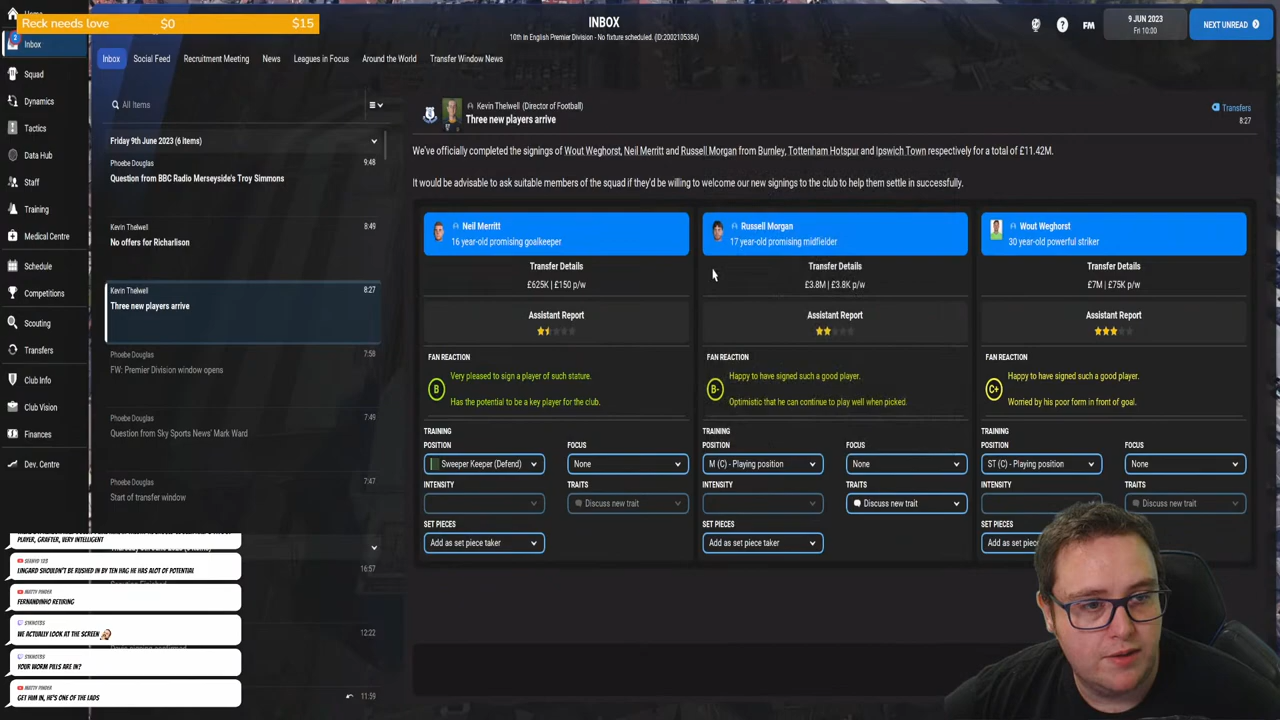 Reck needs love $0 $15
INBOX
10th in English Premier Division - No fixture scheduled. (ID:2002105384)
FM
9 JUN 2023
Fri 10:00
NEXT UNREAD
2
Inbox
Squad
Dynamics
Tactics
Data Hub
Staff
Training
Medical Centre
Schedule
Competitions
Scouting
Transfers
Club Info
Club Vision
Finances
Dev. Centre
Inbox Social Feed Recruitment Meeting News Leagues in Focus Around the World Transfer Window News
All Items
Friday 9th June 2023 (6 items)
Phoebe Douglas 9:48
Question from BBC Radio Merseyside's Troy Simmons
Kevin Thelwell 8:49
No offers for Richarlison
Kevin Thelwell 8:27
Three new players arrive
Phoebe Douglas 7:58
FW: Premier Division window opens
Phoebe Douglas 7:49
Question from Sky Sports News' Mark Ward
Phoebe Douglas 7:47
Start of transfer window
16:57
12:22
11:59
Kevin Thelwell (Director of Football)
Three new players arrive
Transfers
8:27
We've officially completed the signings of Wout Weghorst, Neil Merritt and Russell Morgan from Burnley, Tottenham Hotspur and Ipswich Town respectively for a total of £11.42M.
It would be advisable to ask suitable members of the squad if they'd be willing to welcome our new signings to the club to help them settle in successfully.
Neil Merritt
16 year-old promising goalkeeper
Transfer Details
£625K | £150 p/w
Assistant Report
FAN REACTION
B
Very pleased to sign a player of such stature.
Has the potential to be a key player for the club.
TRAINING
POSITION FOCUS
Sweeper Keeper (Defend) None
INTENSITY TRAITS
Discuss new trait
SET PIECES
Add as set piece taker
Russell Morgan
17 year-old promising midfielder
Transfer Details
£3.8M | £3.8K p/w
Assistant Report
FAN REACTION
B-
Happy to have signed such a good player.
Optimistic that he can continue to play well when picked.
TRAINING
POSITION FOCUS
M (C) - Playing position None
INTENSITY TRAITS
Discuss new trait
SET PIECES
Add as set piece taker
Wout Weghorst
30 year-old powerful striker
Transfer Details
£7M | £75K p/w
Assistant Report
FAN REACTION
C+
Happy to have signed such a good player.
Worried by his poor form in front of goal.
TRAINING
POSITION FOCUS
ST (C) - Playing position None
INTENSITY TRAITS
Discuss new trait
SET PIECES
Add as set piec
PLAYER, GRAFTER, VERY INTELLIGENT
LINGARD SHOULDN'T BE RUSHED IN BY TEN HAG HE HAS ALOT OF POTENTIAL
MATTY PINDER
FERNANDINHO RETIRING
WE ACTUALLY LOOK AT THE SCREEN
YOUR WORM PILLS ARE IN?
MATTY PINDER
GET HIM IN, HE'S ONE OF THE LADS